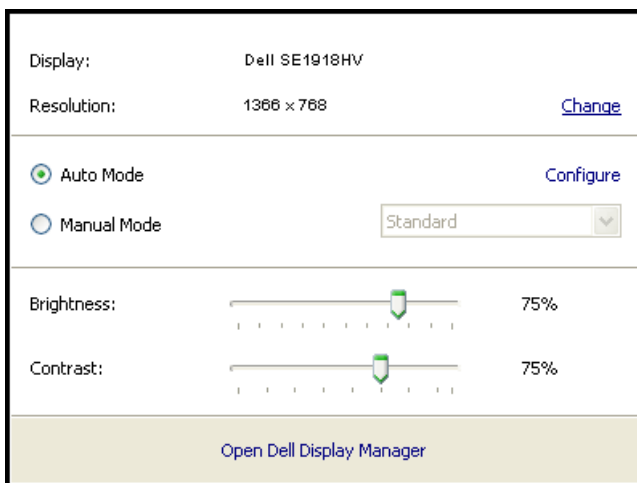 Display: Dell SE1918HV
Resolution: 1366 x 768 Change
Auto Mode Configure
Manual Mode Standard
Brightness: 75%
Contrast: 75%
Open Dell Display Manager